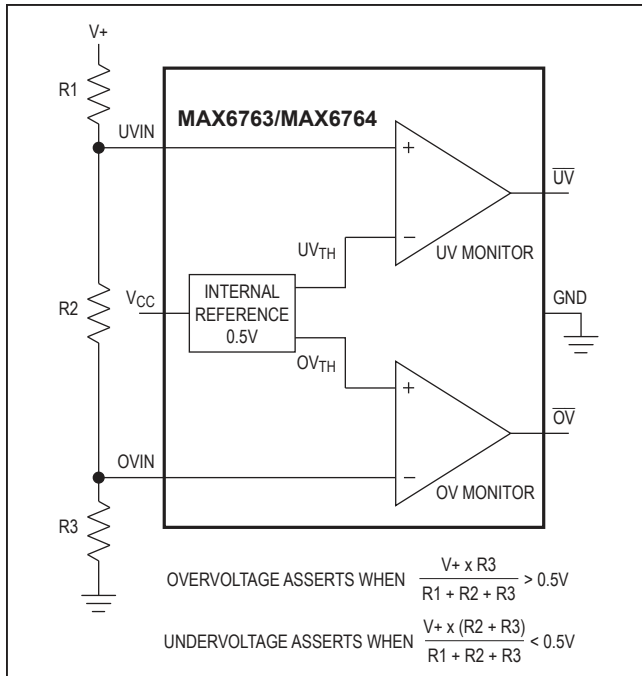 V+
R1
UVIN
MAX6763/MAX6764
+
U̅V̅
−
UV MONITOR
UVTH
VCC
INTERNAL
REFERENCE
0.5V
GND
R2
OVTH
+
O̅V̅
−
OVIN
OV MONITOR
R3
OVERVOLTAGE ASSERTS WHEN V+ x R3 / R1 + R2 + R3 > 0.5V
UNDERVOLTAGE ASSERTS WHEN V+ x (R2 + R3) / R1 + R2 + R3 < 0.5V